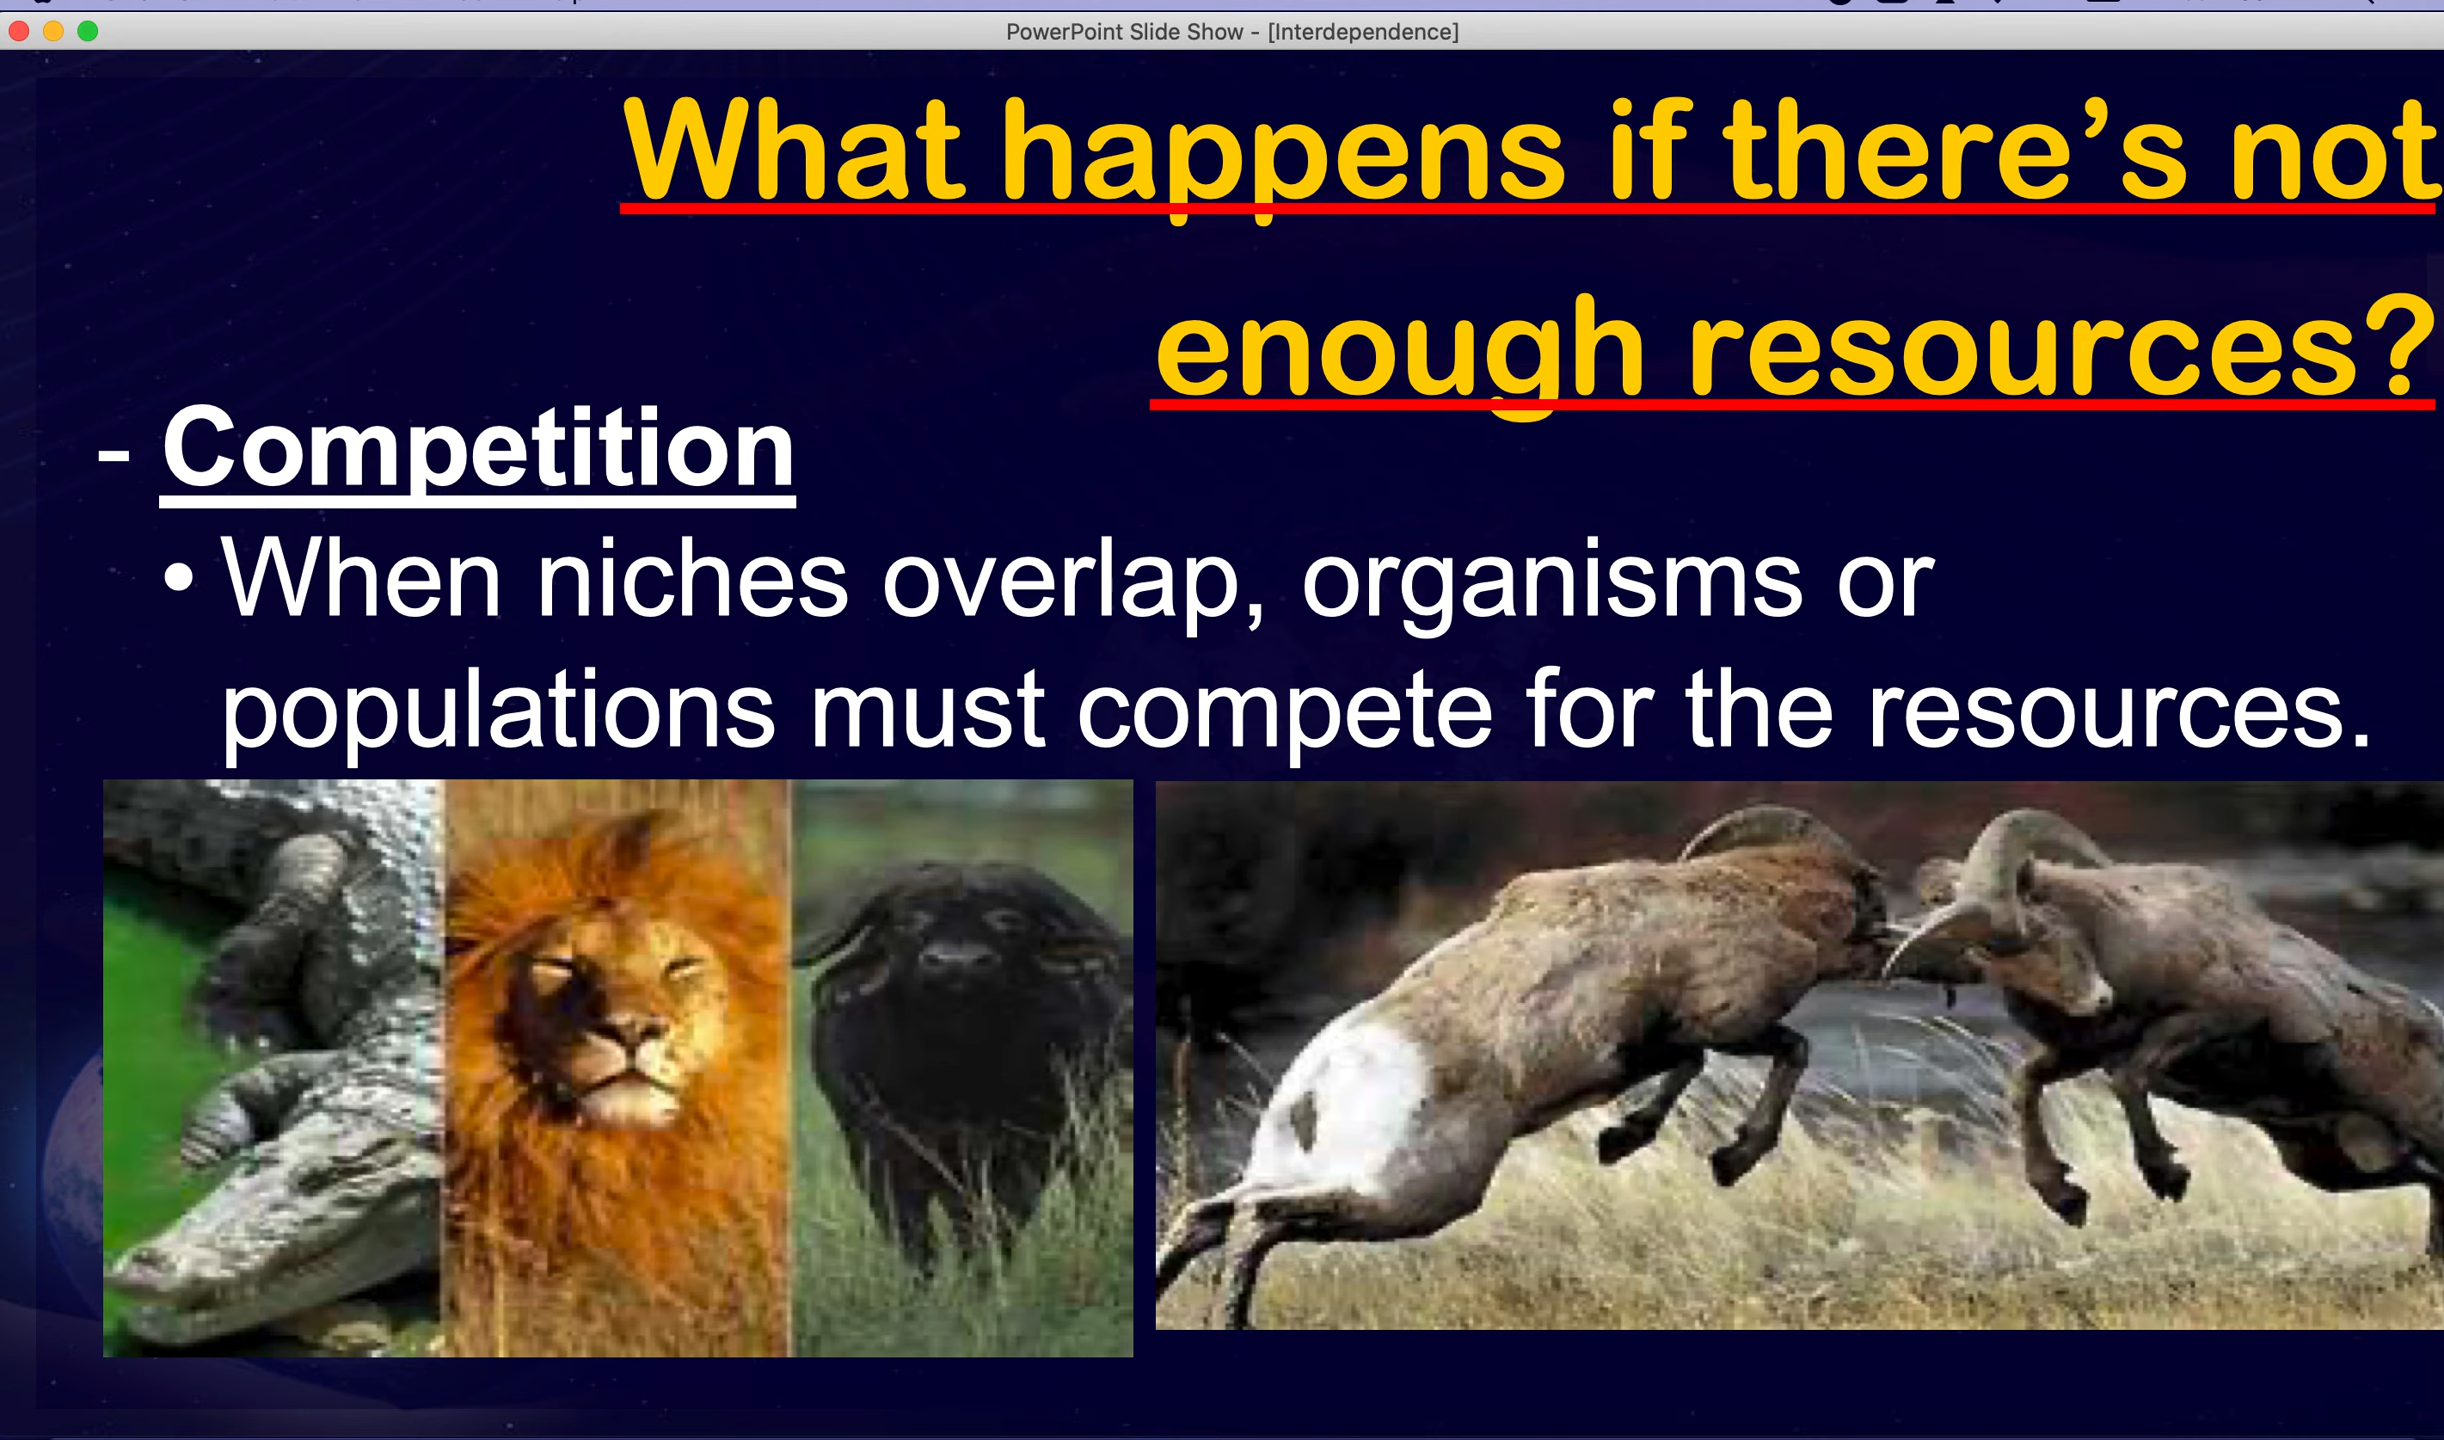 PowerPoint Slide Show - [Interdependence]
What happens if there’s not
enough resources?
- Competition
• When niches overlap, organisms or
populations must compete for the resources.